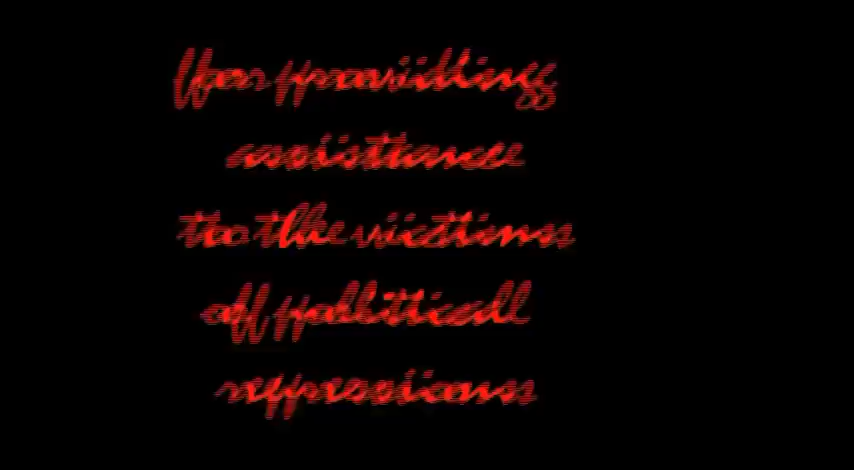 for providing
assistance
to the victims
of political
repressions